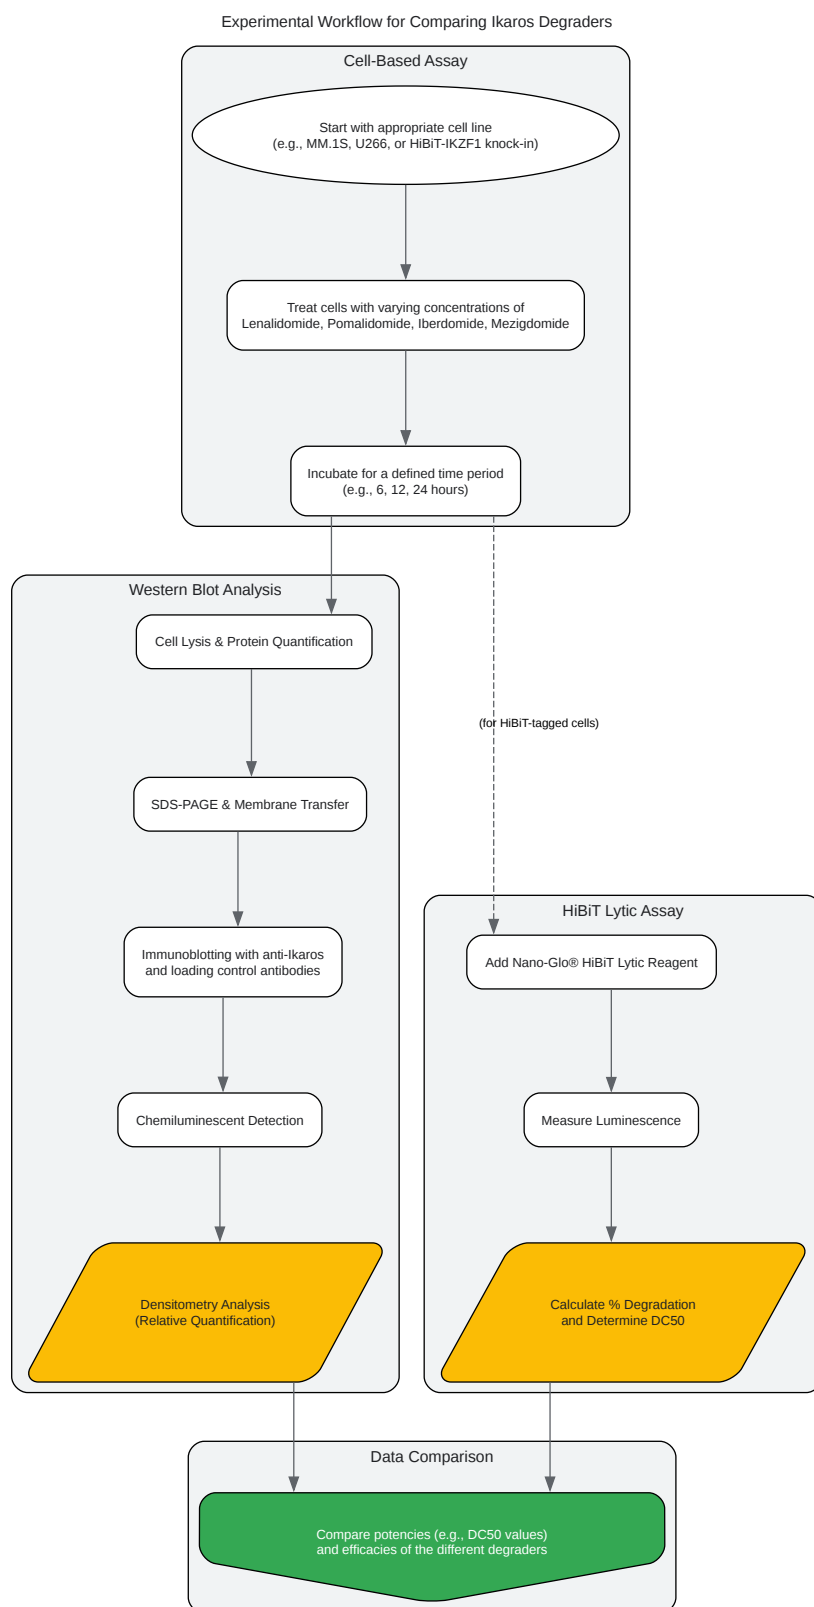 Experimental Workflow for Comparing Ikaros Degraders
Cell-Based Assay
Start with appropriate cell line
(e.g., MM.1S, U266, or HiBiT-IKZF1 knock-in)
Treat cells with varying concentrations of
Lenalidomide, Pomalidomide, Iberdomide, Mezigdomide
Incubate for a defined time period
(e.g., 6, 12, 24 hours)
Western Blot Analysis
Cell Lysis & Protein Quantification
(for HiBiT-tagged cells)
SDS-PAGE & Membrane Transfer
Immunoblotting with anti-Ikaros
and loading control antibodies
Chemiluminescent Detection
Densitometry Analysis
(Relative Quantification)
HiBiT Lytic Assay
Add Nano-Glo® HiBiT Lytic Reagent
Measure Luminescence
Calculate % Degradation
and Determine DC50
Data Comparison
Compare potencies (e.g., DC50 values)
and efficacies of the different degraders